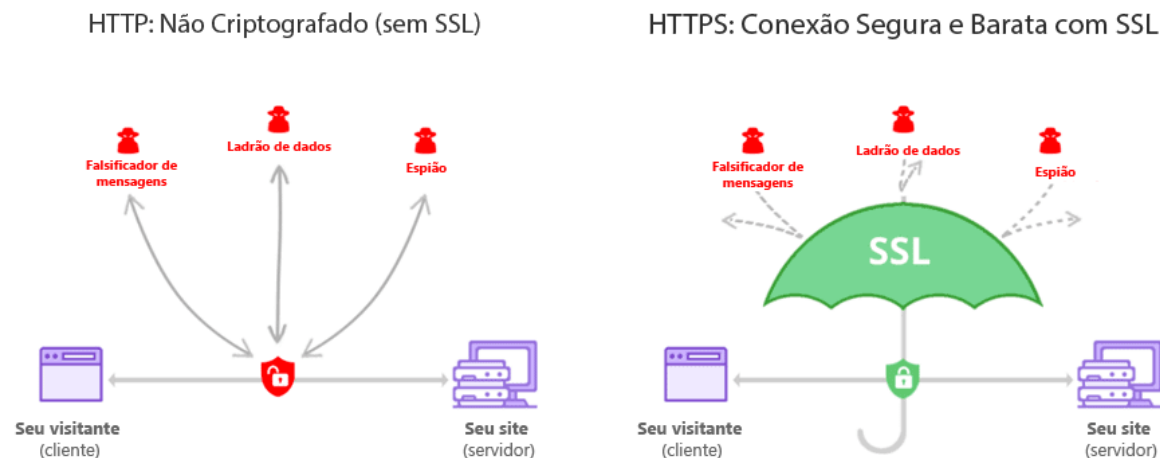 HTTP: Não Criptografado (sem SSL)
Falsificador de
mensagens
Ladrão de dados
Espião
Seu visitante
(cliente)
Seu site
(servidor)
HTTPS: Conexão Segura e Barata com SSL
Falsificador de
mensagens
Ladrão de dados
Espião
SSL
Seu visitante
(cliente)
Seu site
(servidor)